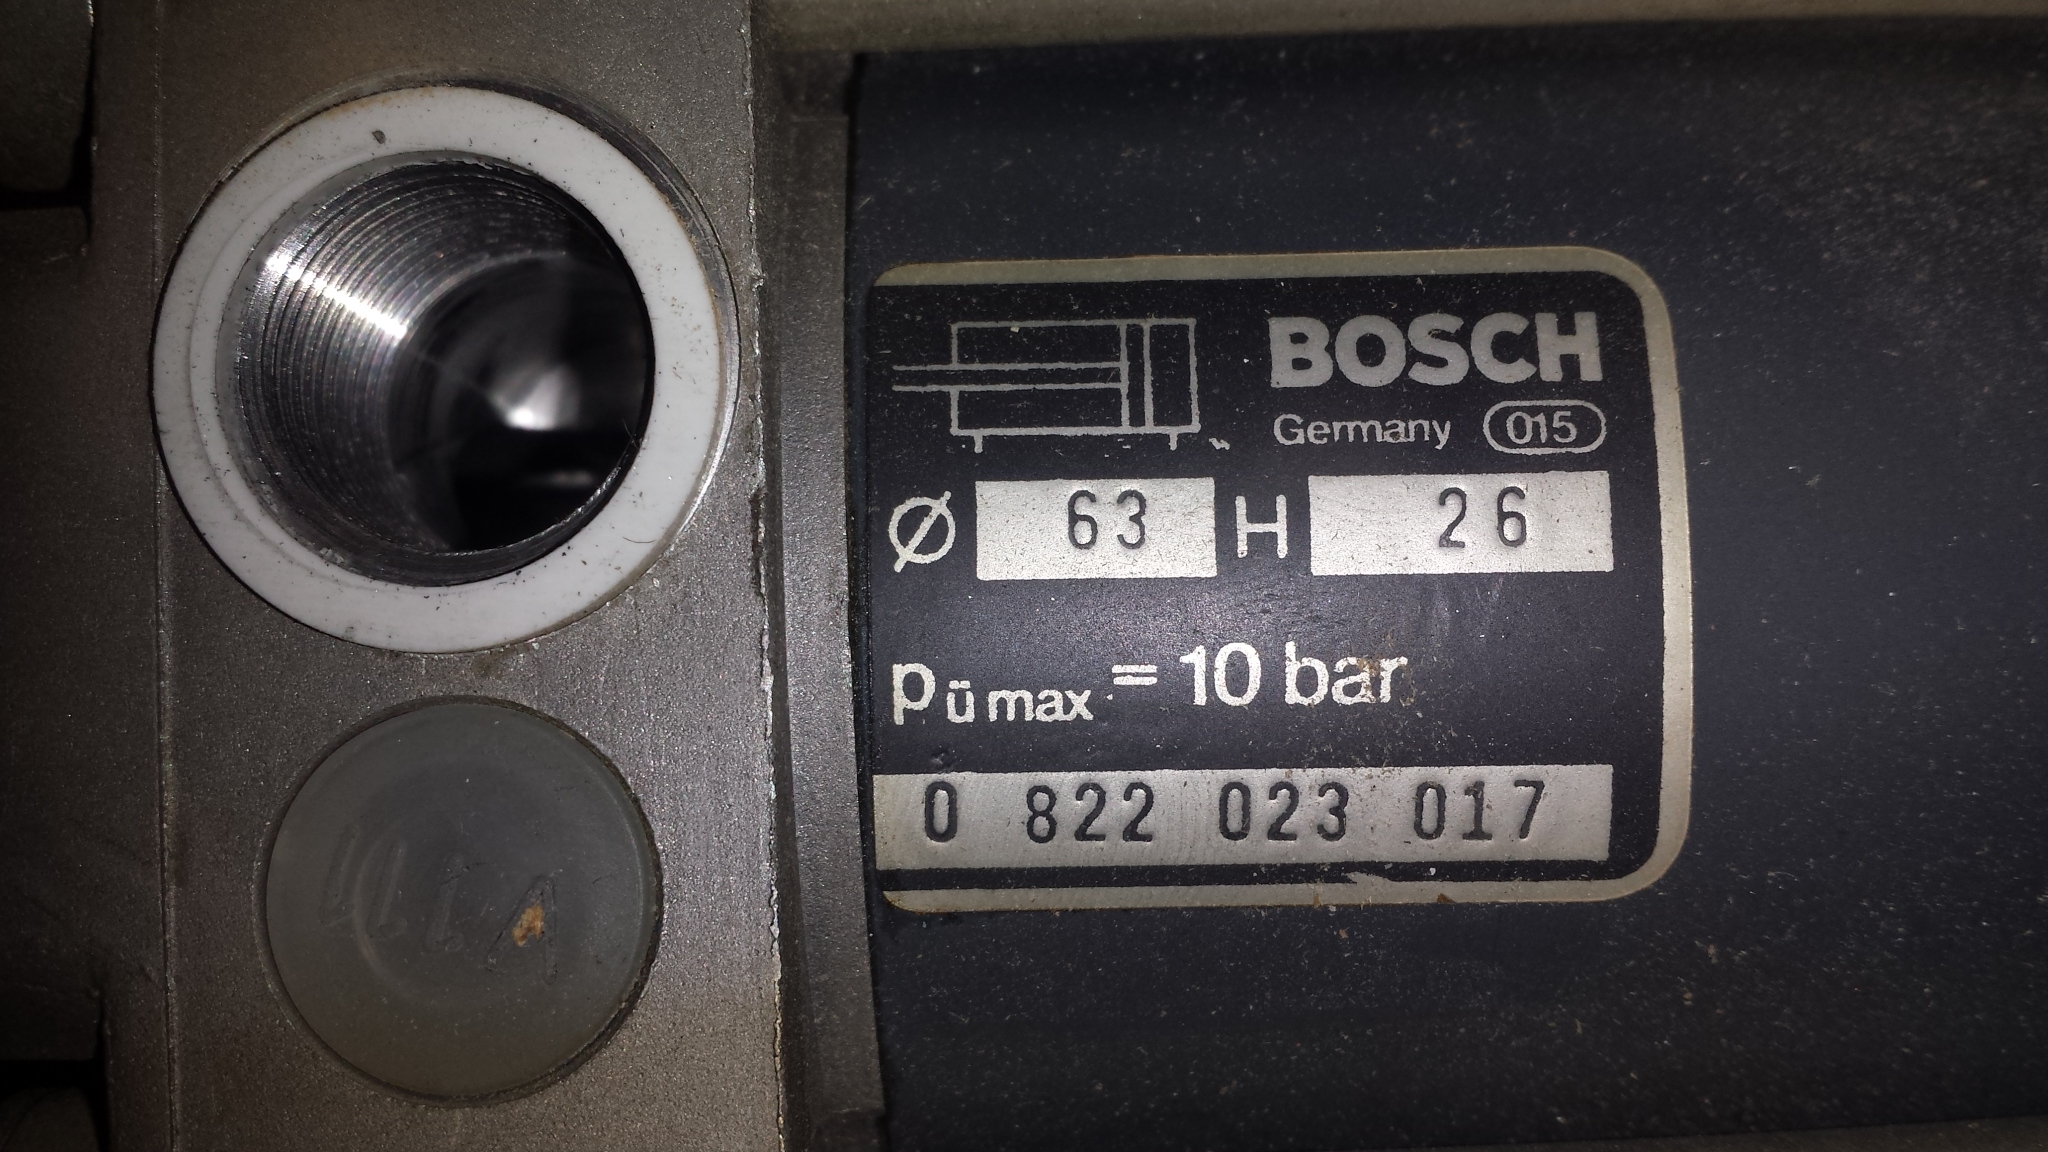 BOSCH
Germany 015
Ø 63 H 26
pü max. = 10 bar
0 822 023 017